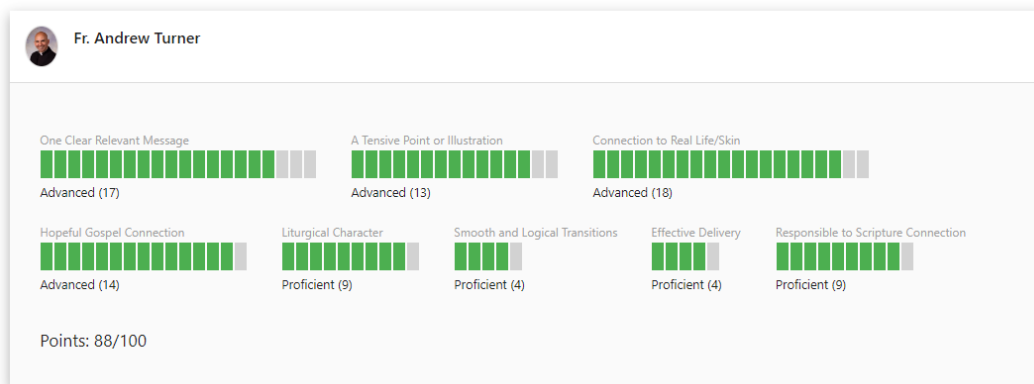 Fr. Andrew Turner
One Clear Relevant Message A Tensive Point or Illustration Connection to Real Life/Skin
Advanced (17) Advanced (13) Advanced (18)
Hopeful Gospel Connection Liturgical Character Smooth and Logical Transitions Effective Delivery Responsible to Scripture Connection
Advanced (14) Proficient (9) Proficient (4) Proficient (4) Proficient (9)
Points: 88/100